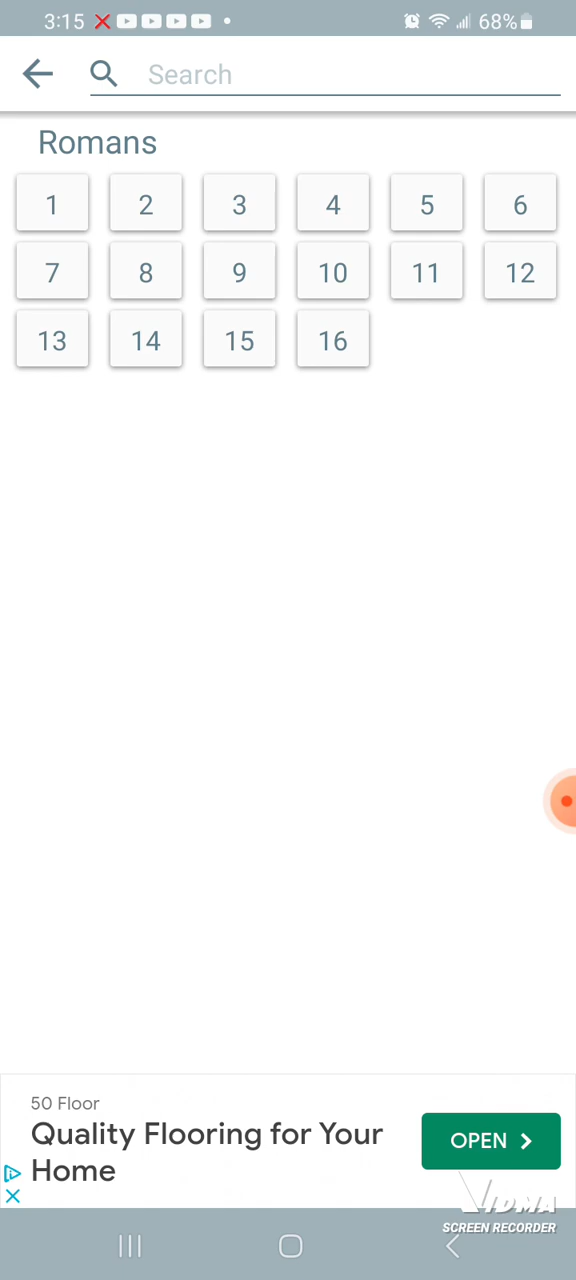 3:15 68%
Search
Romans
1 2 3 4 5 6
7 8 9 10 11 12
13 14 15 16
50 Floor
Quality Flooring for Your
Home
OPEN
VIDMA
SCREEN RECORDER